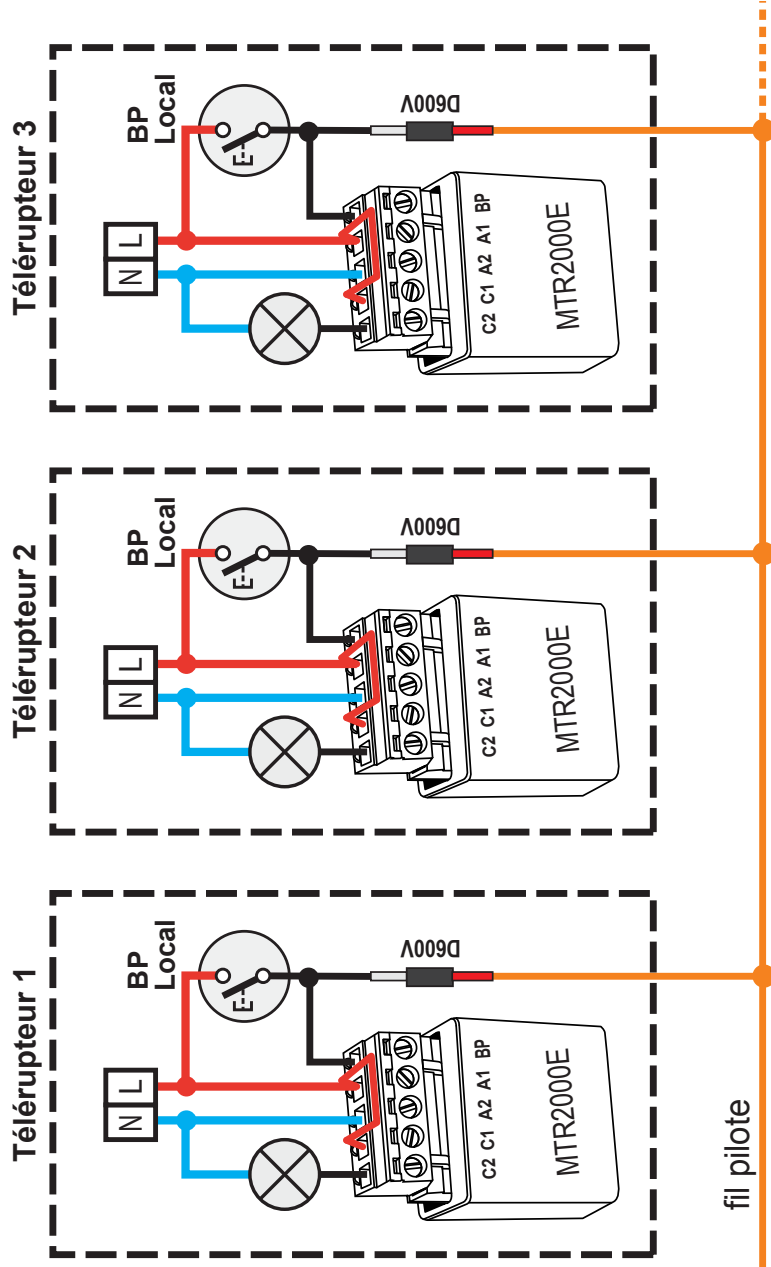 Télérupteur 1
N L
BP
Local
D600V
C2 C1 A2 A1 BP
MTR2000E
Télérupteur 2
N L
BP
Local
D600V
C2 C1 A2 A1 BP
MTR2000E
Télérupteur 3
N L
BP
Local
D600V
C2 C1 A2 A1 BP
MTR2000E
fil pilote